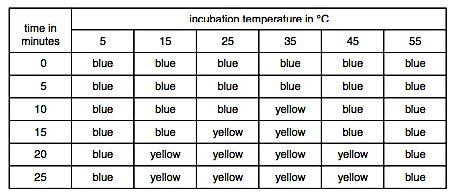 time in minutes incubation temperature in °C
5 15 25 35 45 55
0 blue blue blue blue blue blue
5 blue blue blue blue blue blue
10 blue blue blue yellow blue blue
15 blue blue yellow yellow blue blue
20 blue yellow yellow yellow yellow blue
25 blue yellow yellow yellow yellow blue